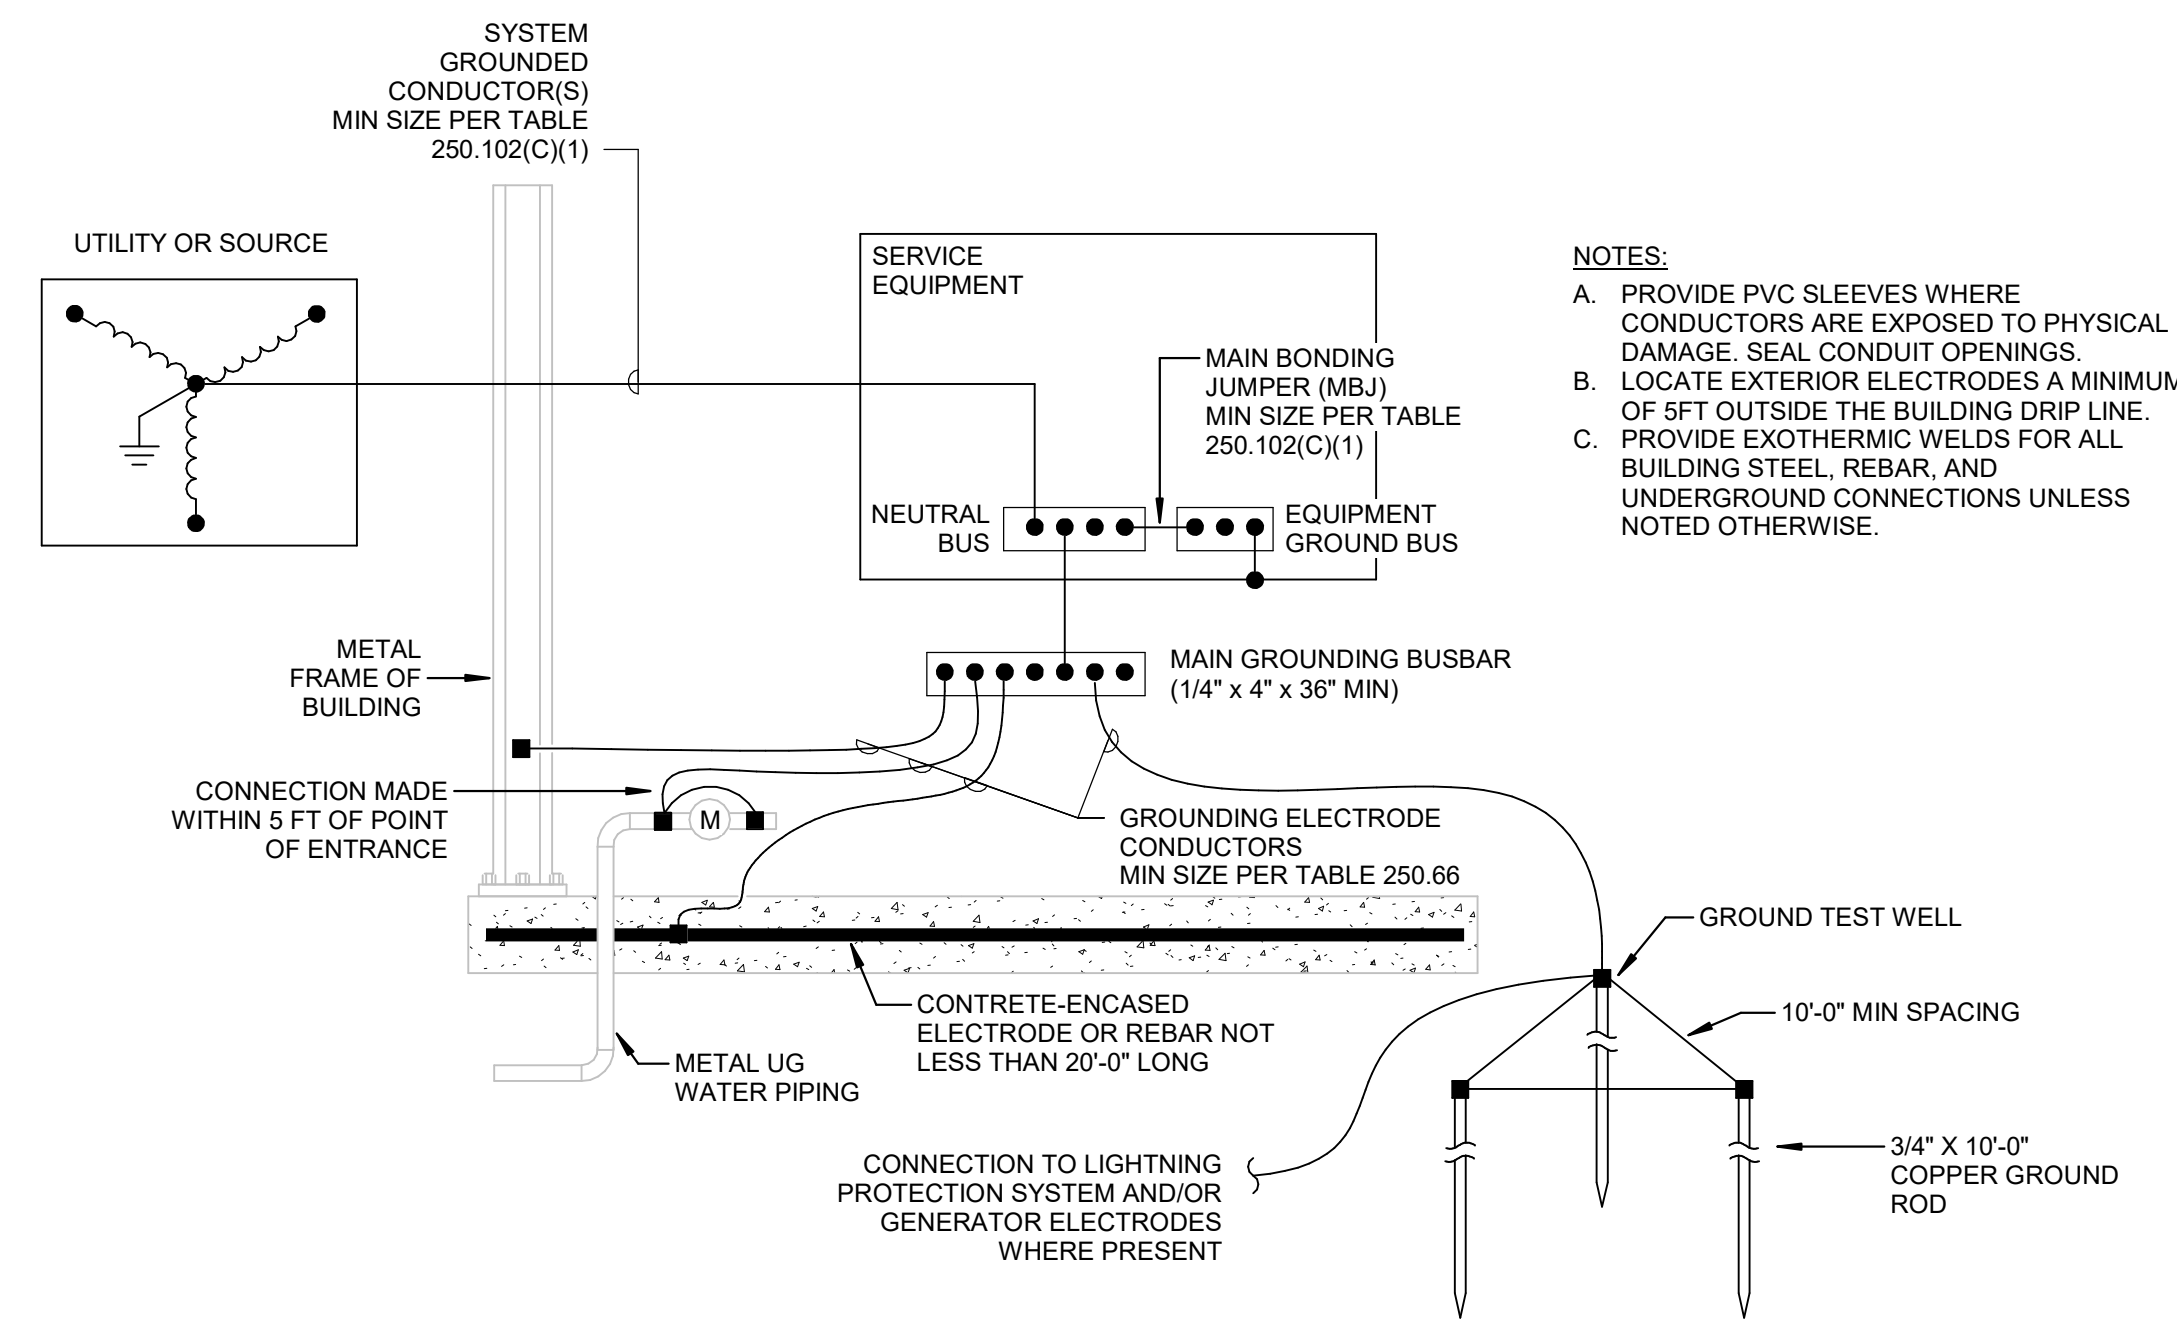 SYSTEM
GROUNDED
CONDUCTOR(S)
MIN SIZE PER TABLE
250.102(C)(1)
UTILITY OR SOURCE
SERVICE
EQUIPMENT
MAIN BONDING
JUMPER (MBJ)
MIN SIZE PER TABLE
250.102(C)(1)
NEUTRAL
BUS
EQUIPMENT
GROUND BUS
NOTES:
A. PROVIDE PVC SLEEVES WHERE
CONDUCTORS ARE EXPOSED TO PHYSICAL
DAMAGE. SEAL CONDUIT OPENINGS.
B. LOCATE EXTERIOR ELECTRODES A MINIMUM
OF 5FT OUTSIDE THE BUILDING DRIP LINE.
C. PROVIDE EXOTHERMIC WELDS FOR ALL
BUILDING STEEL, REBAR, AND
UNDERGROUND CONNECTIONS UNLESS
NOTED OTHERWISE.
METAL
FRAME OF
BUILDING
MAIN GROUNDING BUSBAR
(1/4" x 4" x 36" MIN)
CONNECTION MADE
WITHIN 5 FT OF POINT
OF ENTRANCE
M
GROUNDING ELECTRODE
CONDUCTORS
MIN SIZE PER TABLE 250.66
GROUND TEST WELL
CONTRETE-ENCASED
ELECTRODE OR REBAR NOT
LESS THAN 20'-0" LONG
10'-0" MIN SPACING
METAL UG
WATER PIPING
CONNECTION TO LIGHTNING
PROTECTION SYSTEM AND/OR
GENERATOR ELECTRODES
WHERE PRESENT
3/4" X 10'-0"
COPPER GROUND
ROD